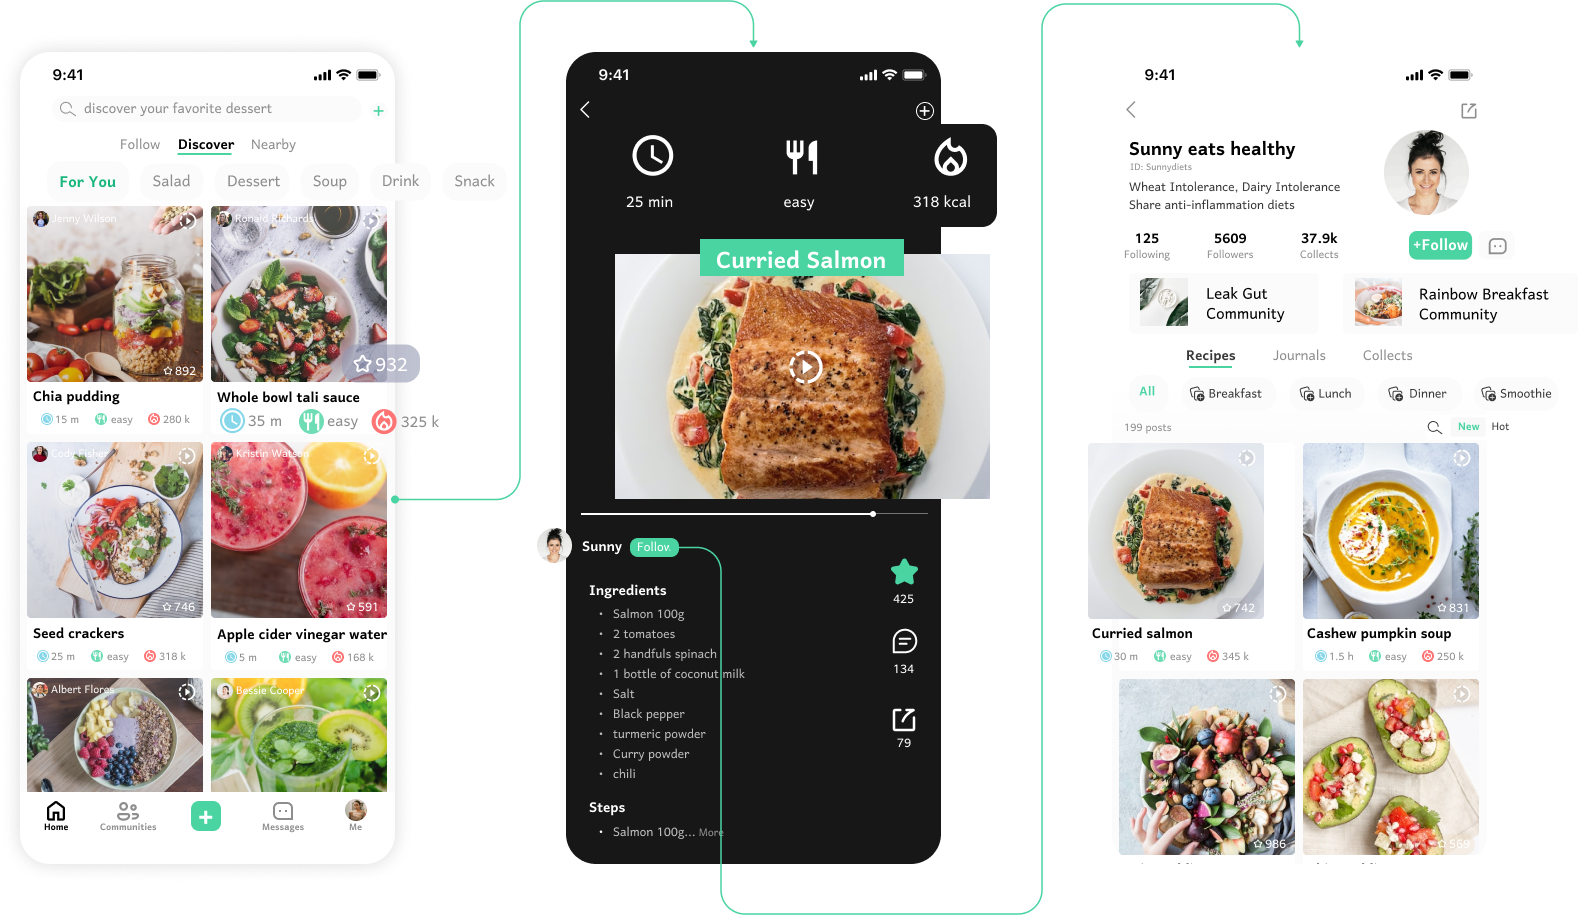 9:41
discover your favorite dessert
+
Follow Discover Nearby
For You Salad Dessert Soup Drink Snack
Jenny Wilson
892
Chia pudding
15 m easy 280 k
Ronald Richards
932
Whole bowl tali sauce
35 m easy 325 k
Cody Fisher
746
Seed crackers
25 m easy 318 k
Kristin Watson
591
Apple cider vinegar water
5 m easy 168 k
Albert Flores
Bessie Cooper
Home Communities + Messages Me
9:41
25 min easy 318 kcal
Curried Salmon
Sunny Follow
Ingredients
• Salmon 100g
• 2 tomatoes
• 2 handfuls spinach
• 1 bottle of coconut milk
• Salt
• Black pepper
• turmeric powder
• Curry powder
• chili
Steps
• Salmon 100g... More
425
134
79
9:41
Sunny eats healthy
ID: Sunnydiets
Wheat Intolerance, Dairy Intolerance
Share anti-inflammation diets
125 5609 37.9k
Following Followers Collects
+Follow
Leak Gut
Community
Rainbow Breakfast
Community
Recipes Journals Collects
All Breakfast Lunch Dinner Smoothie
199 posts New Hot
742
Curried salmon
30 m easy 345 k
831
Cashew pumpkin soup
1.5 h easy 250 k
986
569